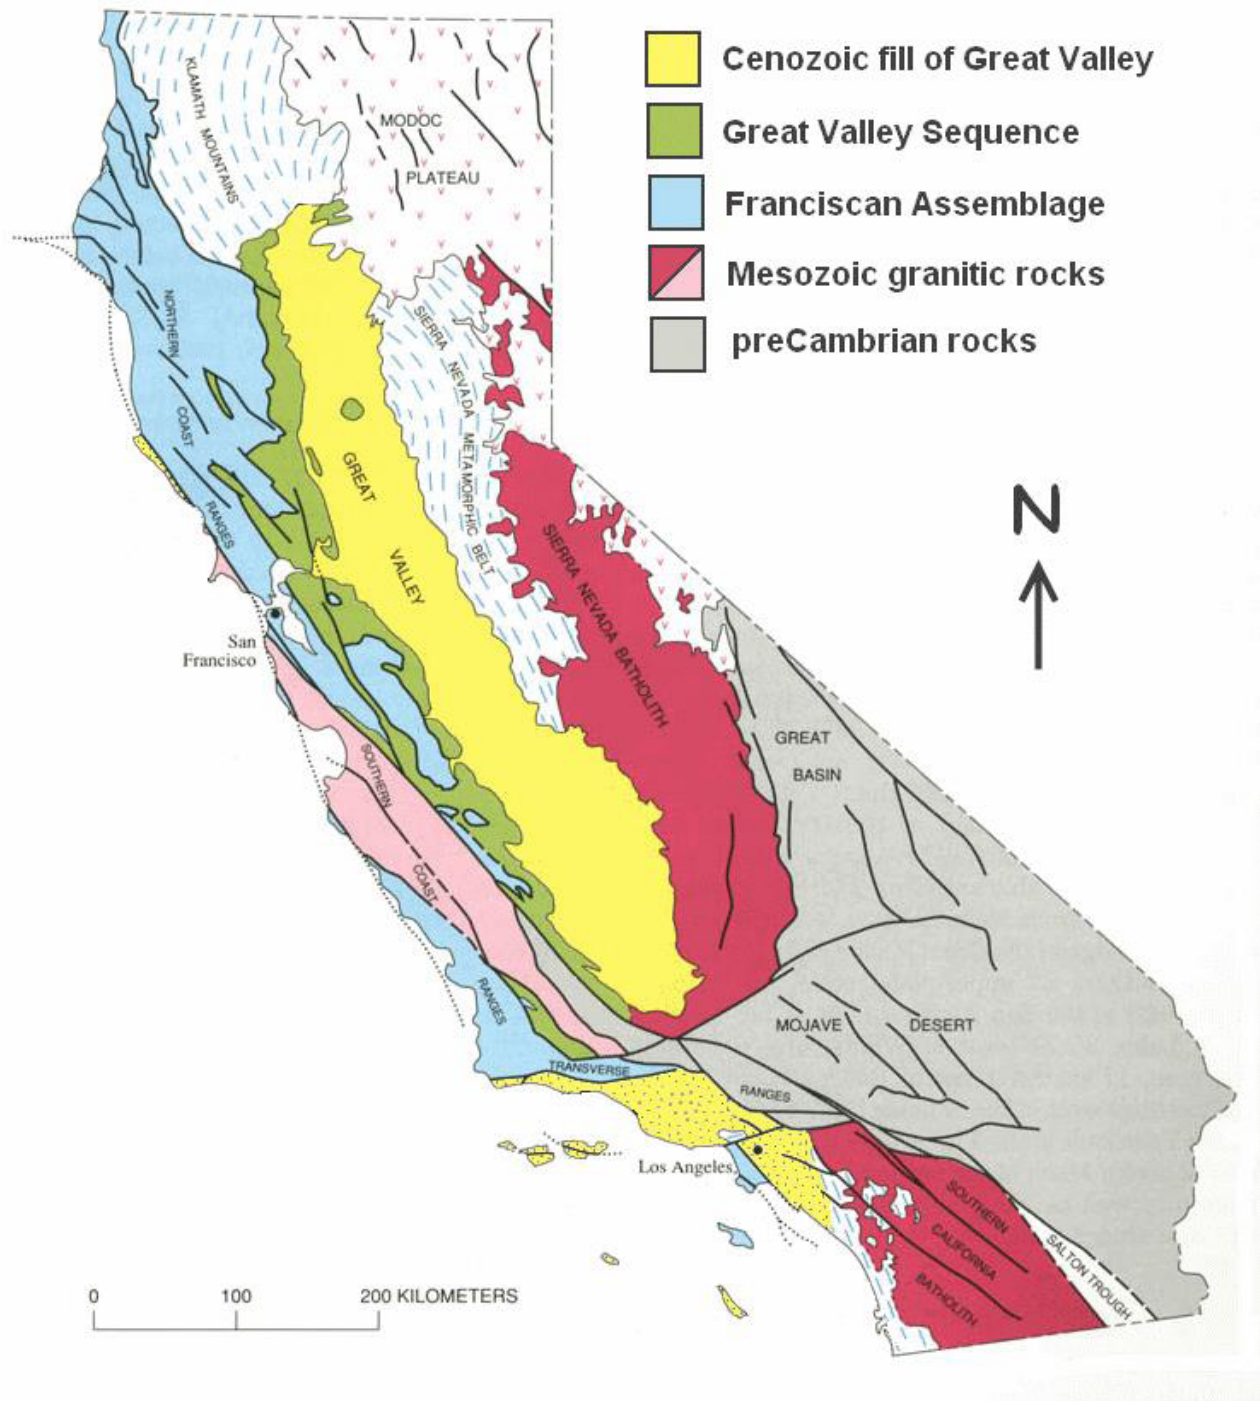 Cenozoic fill of Great Valley
Great Valley Sequence
Franciscan Assemblage
Mesozoic granitic rocks
preCambrian rocks
N
KLAMATH MOUNTAINS
MODOC
PLATEAU
NORTHERN
COAST
RANGES
GREAT
VALLEY
SIERRA NEVADA METAMORPHIC BELT
SIERRA NEVADA BATHOLITH
San
Francisco
GREAT
BASIN
SOUTHERN
COAST
RANGES
MOJAVE DESERT
TRANSVERSE
RANGES
Los Angeles
SOUTHERN
CALIFORNIA
BATHOLITH
SALTON TROUGH
0 100 200 KILOMETERS